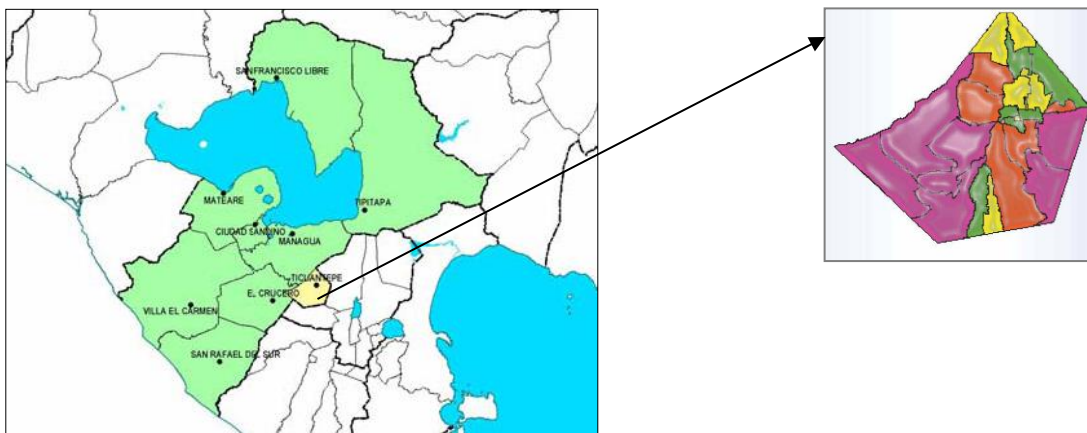 SAN FRANCISCO LIBRE
MATEARE
TIPITAPA
CIUDAD SANDINO
MANAGUA
TICUANTEPE
EL CRUCERO
VILLA EL CARMEN
SAN RAFAEL DEL SUR